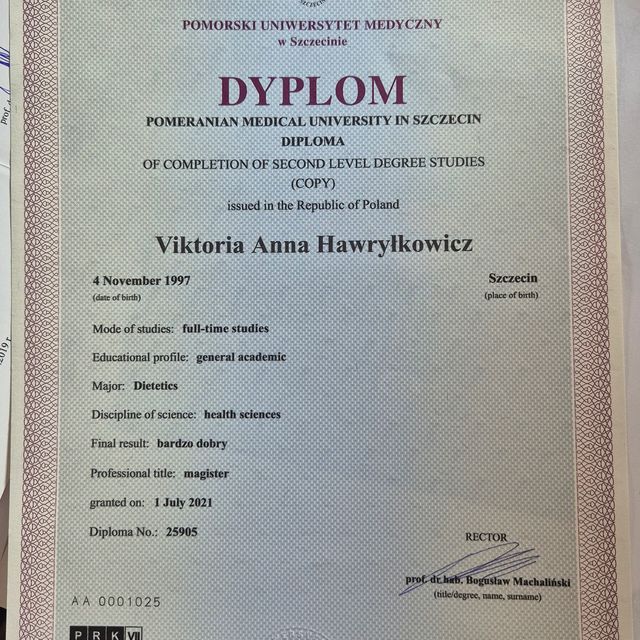 SZCZECIN
POMORSKI UNIWERSYTET MEDYCZNY
w Szczecinie
DYPLOM
POMERANIAN MEDICAL UNIVERSITY IN SZCZECIN
DIPLOMA
OF COMPLETION OF SECOND LEVEL DEGREE STUDIES
(COPY)
issued in the Republic of Poland
Viktoria Anna Hawryłkowicz
4 November 1997 Szczecin
(date of birth) (place of birth)
Mode of studies: full-time studies
Educational profile: general academic
Major: Dietetics
Discipline of science: health sciences
Final result: bardzo dobry
Professional title: magister
granted on: 1 July 2021
Diploma No.: 25905
RECTOR
prof. dr hab. Bogusław Machaliński
(title/degree, name, surname)
AA 0001025
PRK VII
prof. d
2019 r.